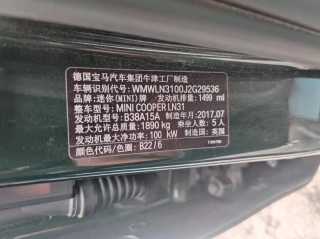 德国宝马汽车集团牛津工厂制造
车辆识别代号: WMWLN3100J2G29536
品牌: 迷你(MINI)牌 发动机排量: 1499 ml
整车型号: MINI COOPER LN31
发动机型号: B38A15A 制造年月: 2017.07
最大允许总质量: 1890 kg 乘坐人数: 5 人
发动机最大净功率: 100 kW 制造国: 英国
颜色代码/色圈: B22 / 6